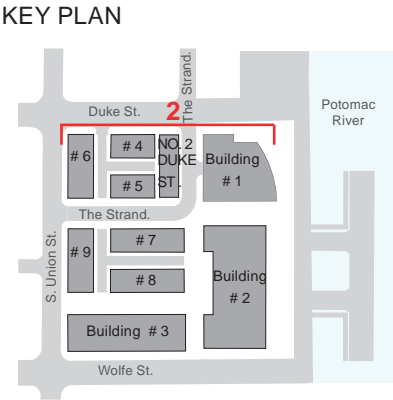 KEY PLAN
The Strand.
Duke St.
2
Potomac
River
# 6
# 4
# 5
NO. 2
DUKE
ST.
Building
# 1
The Strand.
S. Union St.
# 9
# 7
# 8
Building
# 2
Building # 3
Wolfe St.